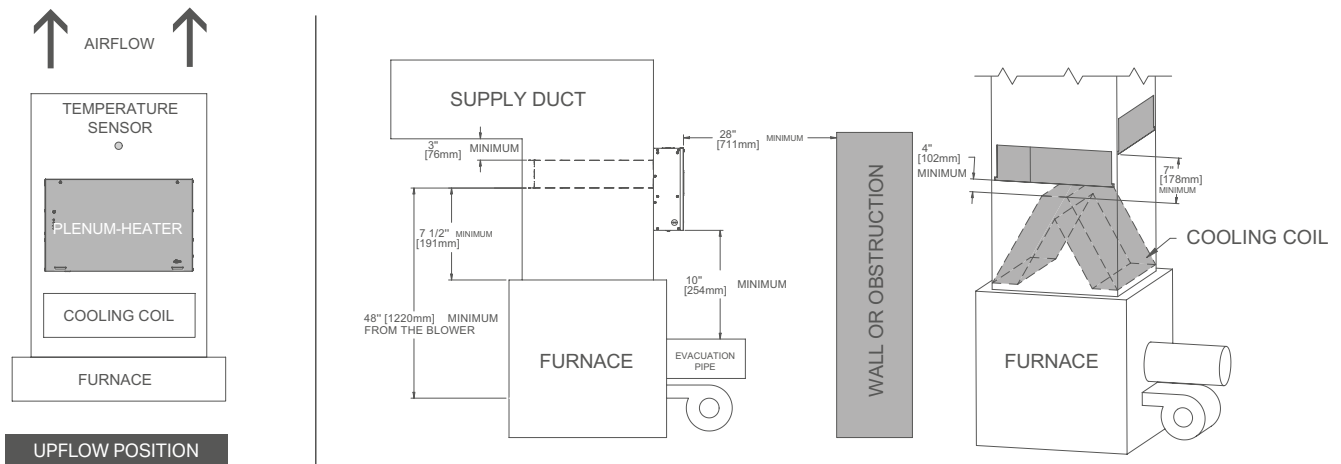 AIRFLOW
TEMPERATURE
SENSOR
PLENUM-HEATER
COOLING COIL
FURNACE
UPFLOW POSITION
SUPPLY DUCT
3"
[76mm]
MINIMUM
28"
[711mm]
MINIMUM
7 1/2" MINIMUM
[191mm]
10"
[254mm]
MINIMUM
48" [1220mm] MINIMUM
FROM THE BLOWER
FURNACE
EVACUATION
PIPE
WALL OR OBSTRUCTION
4"
[102mm]
MINIMUM
7"
[178mm]
MINIMUM
COOLING COIL
FURNACE